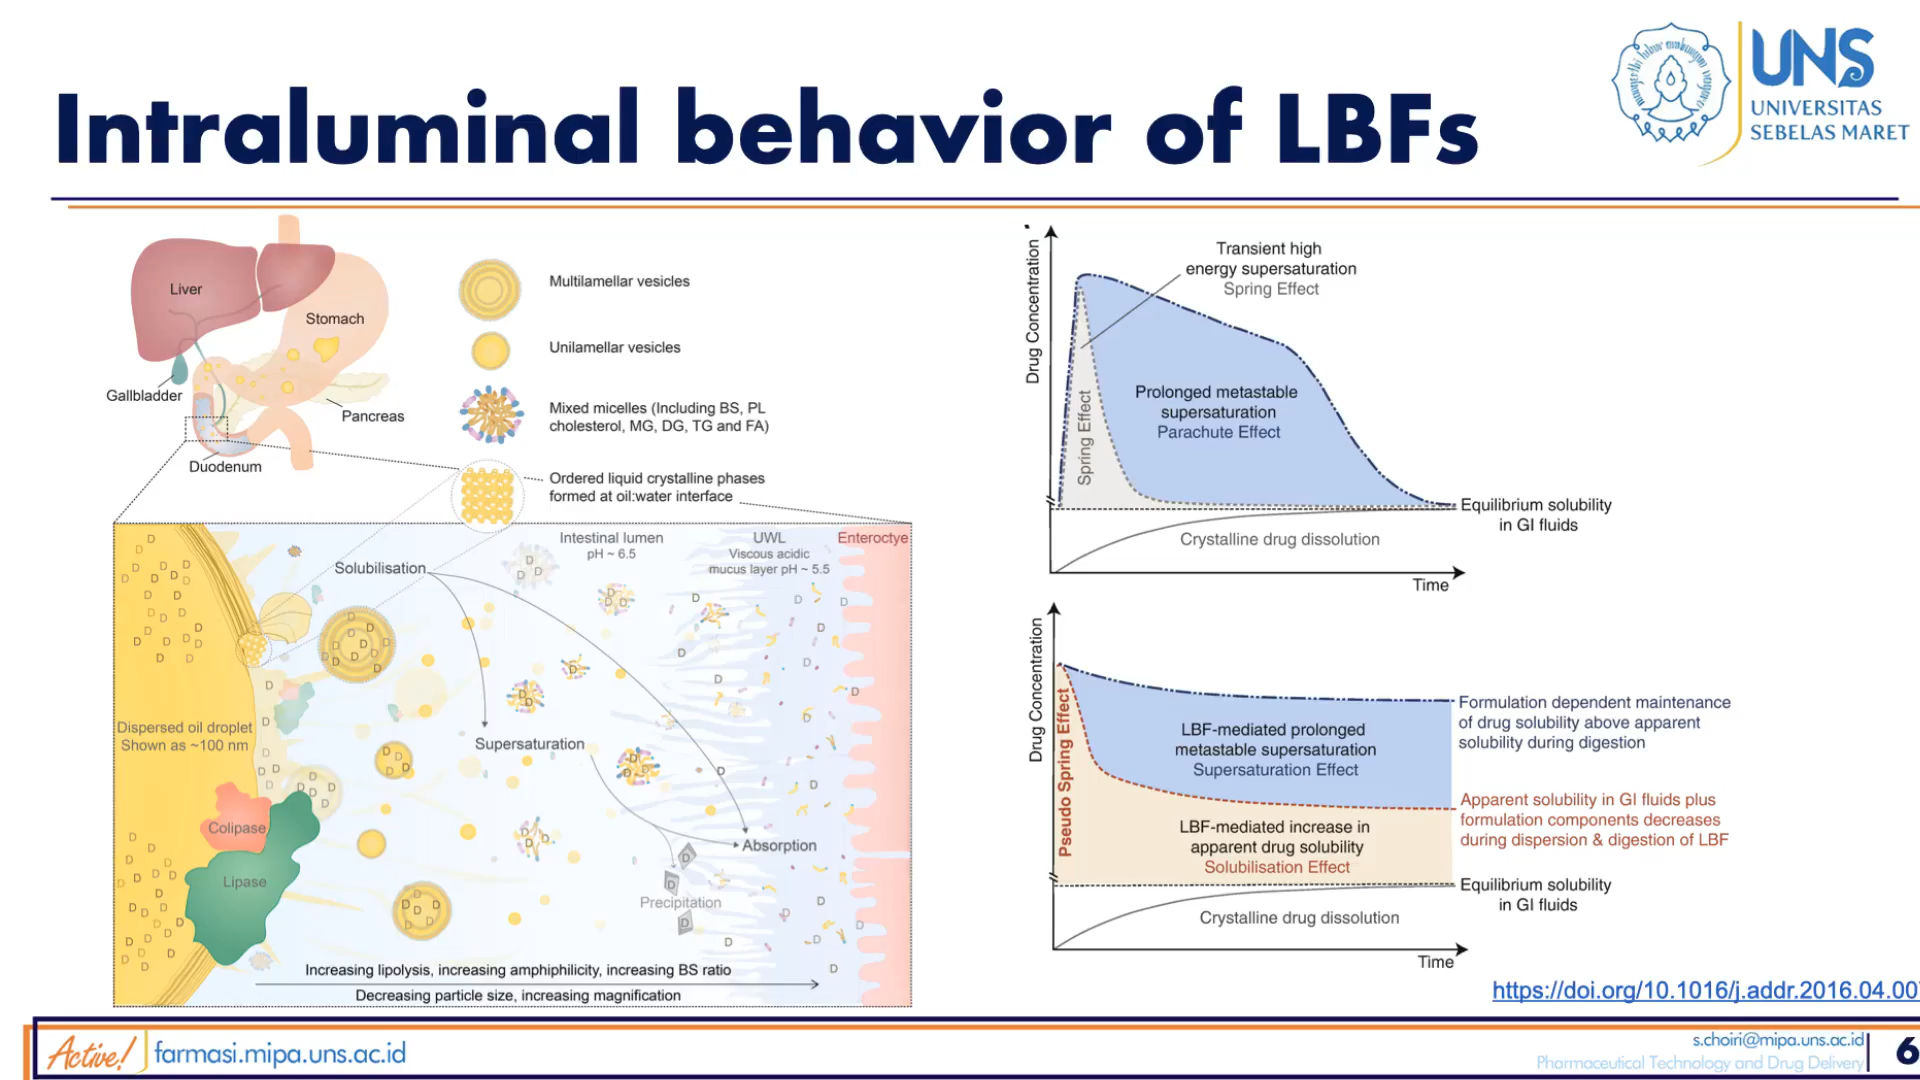 Intraluminal behavior of LBFs
UNS
UNIVERSITAS
SEBELAS MARET
Liver
Stomach
Gallbladder
Pancreas
Duodenum
Multilamellar vesicles
Unilamellar vesicles
Mixed micelles (Including BS, PL
cholesterol, MG, DG, TG and FA)
Ordered liquid crystalline phases
formed at oil:water interface
Solubilisation
Intestinal lumen
pH ~ 6.5
UWL
Viscous acidic
mucus layer pH ~ 5.5
Enteroctye
Dispersed oil droplet
Shown as ~100 nm
Supersaturation
Colipase
Lipase
Absorption
Precipitation
Increasing lipolysis, increasing amphiphilicity, increasing BS ratio
Decreasing particle size, increasing magnification
Drug Concentration
Transient high
energy supersaturation
Spring Effect
Spring Effect
Prolonged metastable
supersaturation
Parachute Effect
Equilibrium solubility
in GI fluids
Crystalline drug dissolution
Time
Drug Concentration
Pseudo Spring Effect
LBF-mediated prolonged
metastable supersaturation
Supersaturation Effect
Formulation dependent maintenance
of drug solubility above apparent
solubility during digestion
LBF-mediated increase in
apparent drug solubility
Solubilisation Effect
Apparent solubility in GI fluids plus
formulation components decreases
during dispersion & digestion of LBF
Equilibrium solubility
in GI fluids
Crystalline drug dissolution
Time
https://doi.org/10.1016/j.addr.2016.04.00
Active!
farmasi.mipa.uns.ac.id
s.choiri@mipa.uns.ac.id
Pharmaceutical Technology and Drug Delivery
6